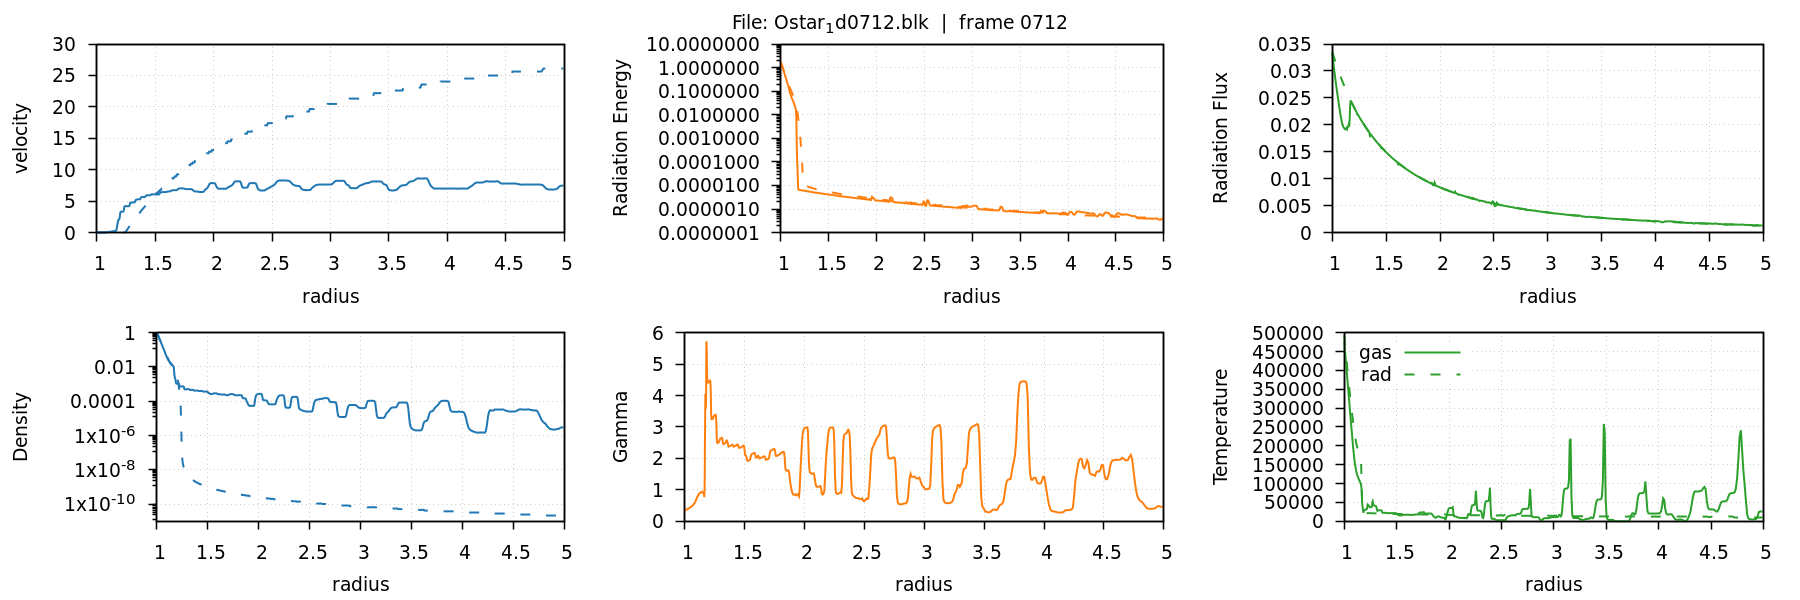 File: Ostar1d0712.blk | frame 0712
velocity
30
25
20
15
10
5
0
1 1.5 2 2.5 3 3.5 4 4.5 5
radius
Radiation Energy
10.0000000
1.0000000
0.1000000
0.0100000
0.0010000
0.0001000
0.0000100
0.0000010
0.0000001
1 1.5 2 2.5 3 3.5 4 4.5 5
radius
Radiation Flux
0.035
0.03
0.025
0.02
0.015
0.01
0.005
0
1 1.5 2 2.5 3 3.5 4 4.5 5
radius
Density
1
0.01
0.0001
1x10-6
1x10-8
1x10-10
1 1.5 2 2.5 3 3.5 4 4.5 5
radius
Gamma
6
5
4
3
2
1
0
1 1.5 2 2.5 3 3.5 4 4.5 5
radius
Temperature
500000
450000
400000
350000
300000
250000
200000
150000
100000
50000
0
gas
rad
1 1.5 2 2.5 3 3.5 4 4.5 5
radius